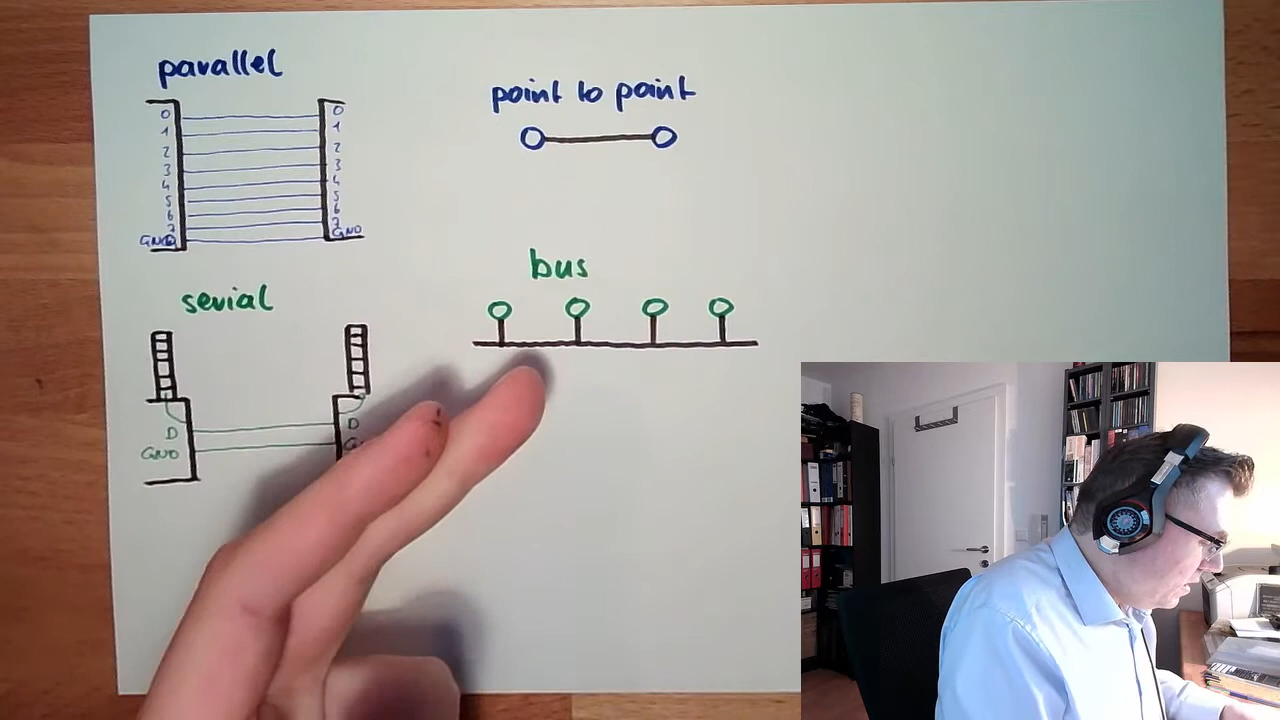 parallel
0 0
1 1
2 2
3 3
4 4
5 5
6 6
7 7
GND GND
serial
D D
GND
point to point
bus